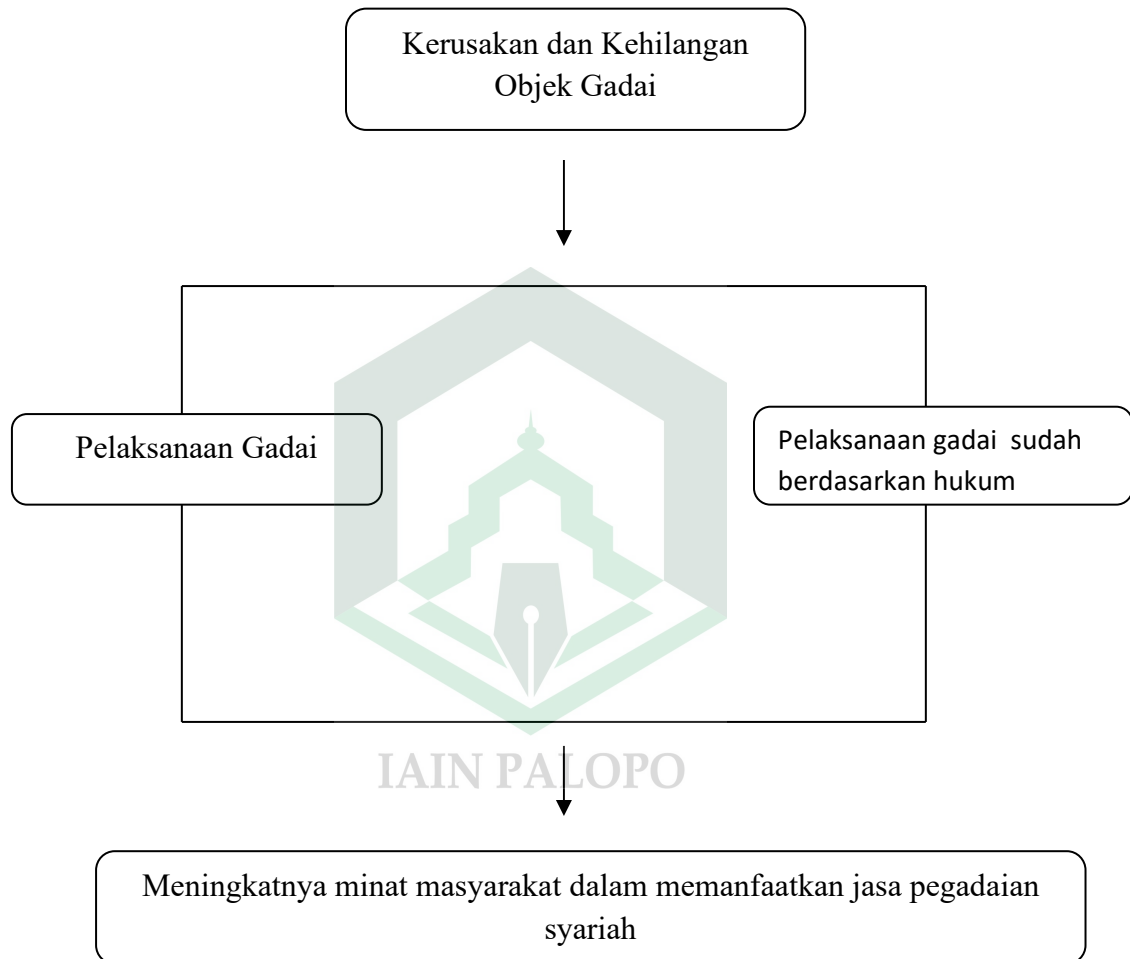 Kerusakan dan Kehilangan
Objek Gadai
Pelaksanaan Gadai
Pelaksanaan gadai  sudah
berdasarkan hukum
IAIN PALOPO
Meningkatnya minat masyarakat dalam memanfaatkan jasa pegadaian
syariah